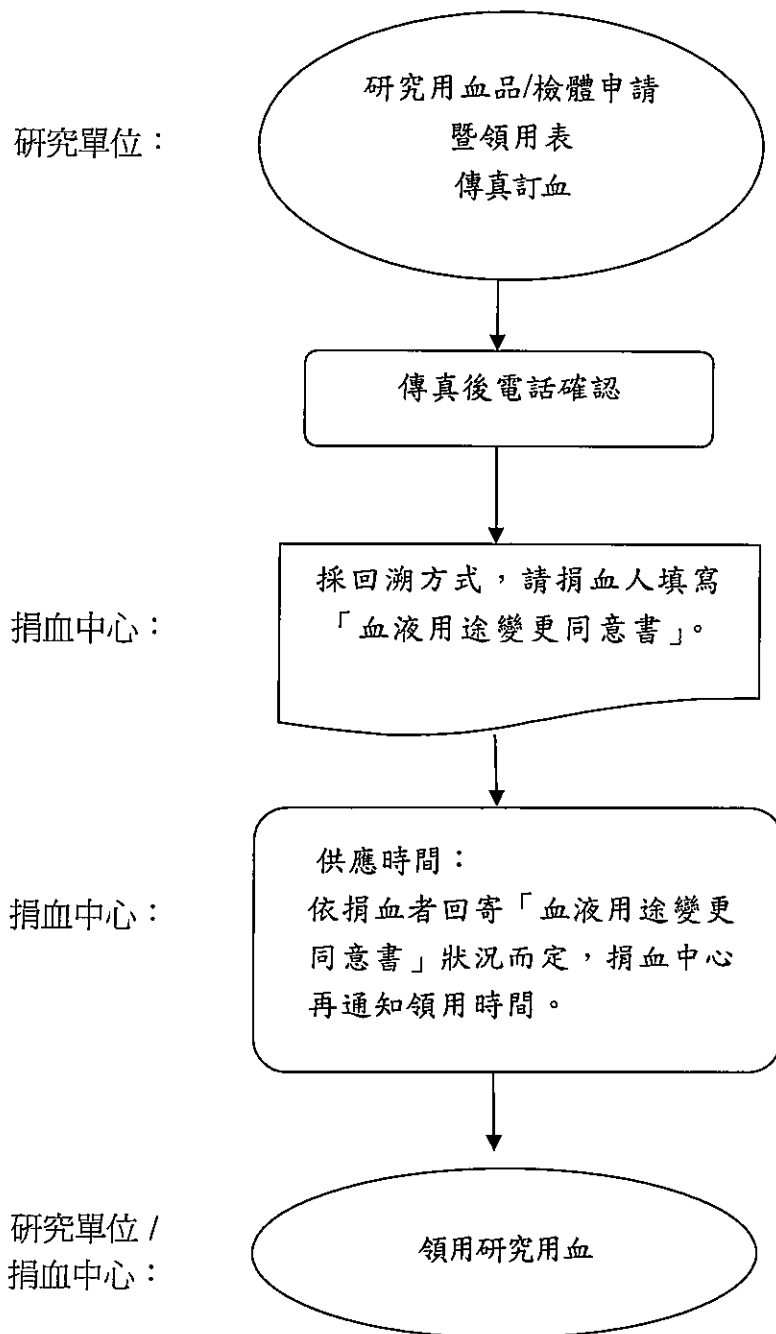 研究單位：
研究用血品/檢體申請
暨領用表
傳真訂血
傳真後電話確認
捐血中心：
採回溯方式，請捐血人填寫
「血液用途變更同意書」。
捐血中心：
供應時間：
依捐血者回寄「血液用途變更
同意書」狀況而定，捐血中心
再通知領用時間。
研究單位 /
捐血中心：
領用研究用血